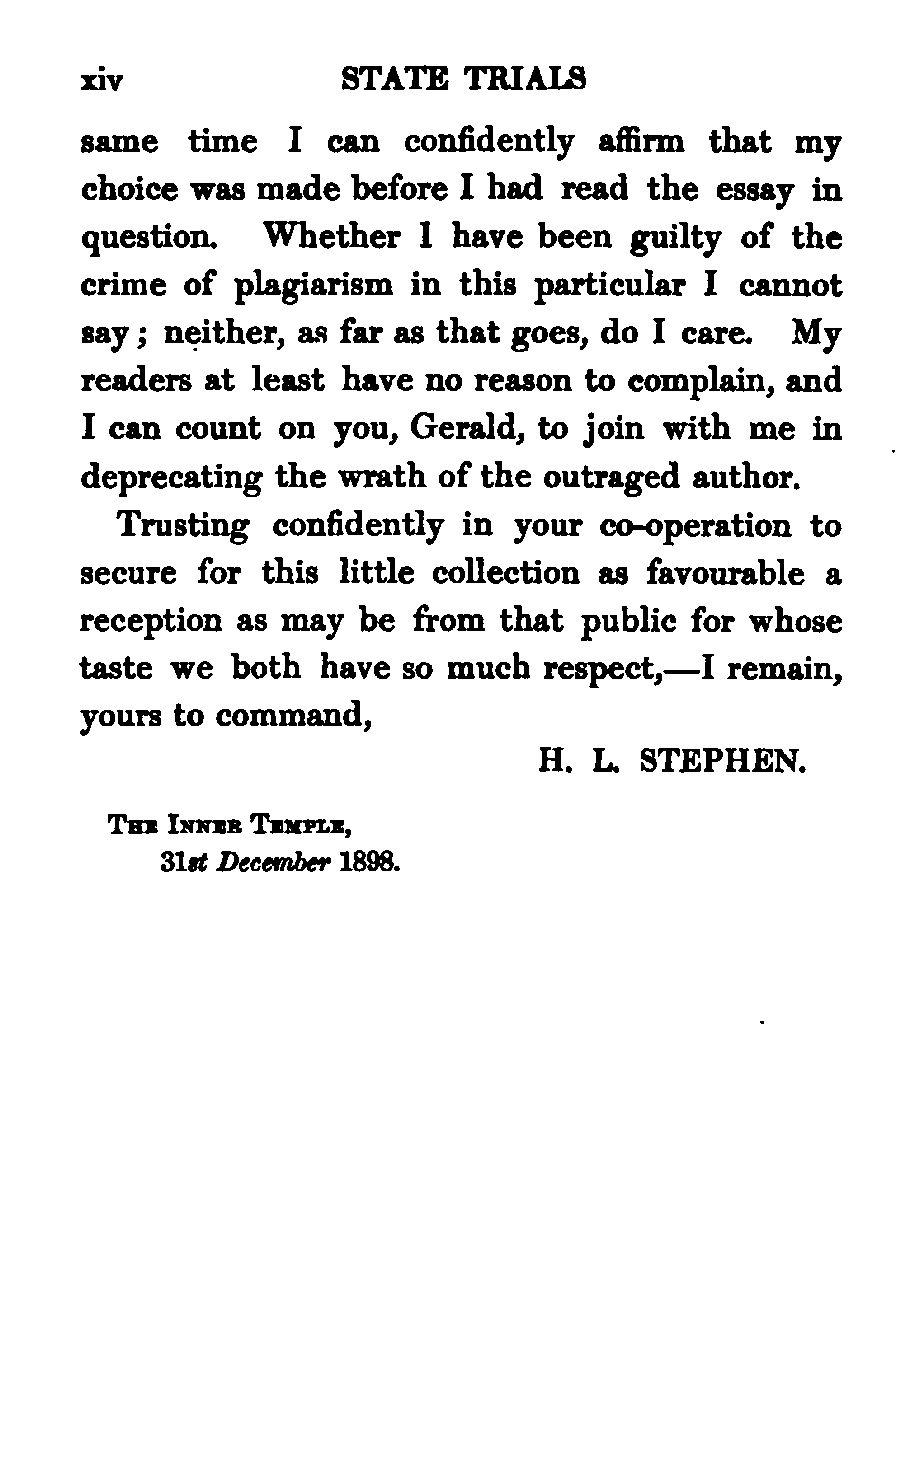 xiv STATE TRIALS
same time I can confidently affirm that my
choice was made before I had read the essay in
question. Whether I have been guilty of the
crime of plagiarism in this particular I cannot
say; neither, as far as that goes, do I care. My
readers at least have no reason to complain, and
I can count on you, Gerald, to join with me in
deprecating the wrath of the outraged author.
Trusting confidently in your co-operation to
secure for this little collection as favourable a
reception as may be from that public for whose
taste we both have so much respect,—I remain,
yours to command,
H. L. STEPHEN.
THE INNER TEMPLE,
31st December 1898.